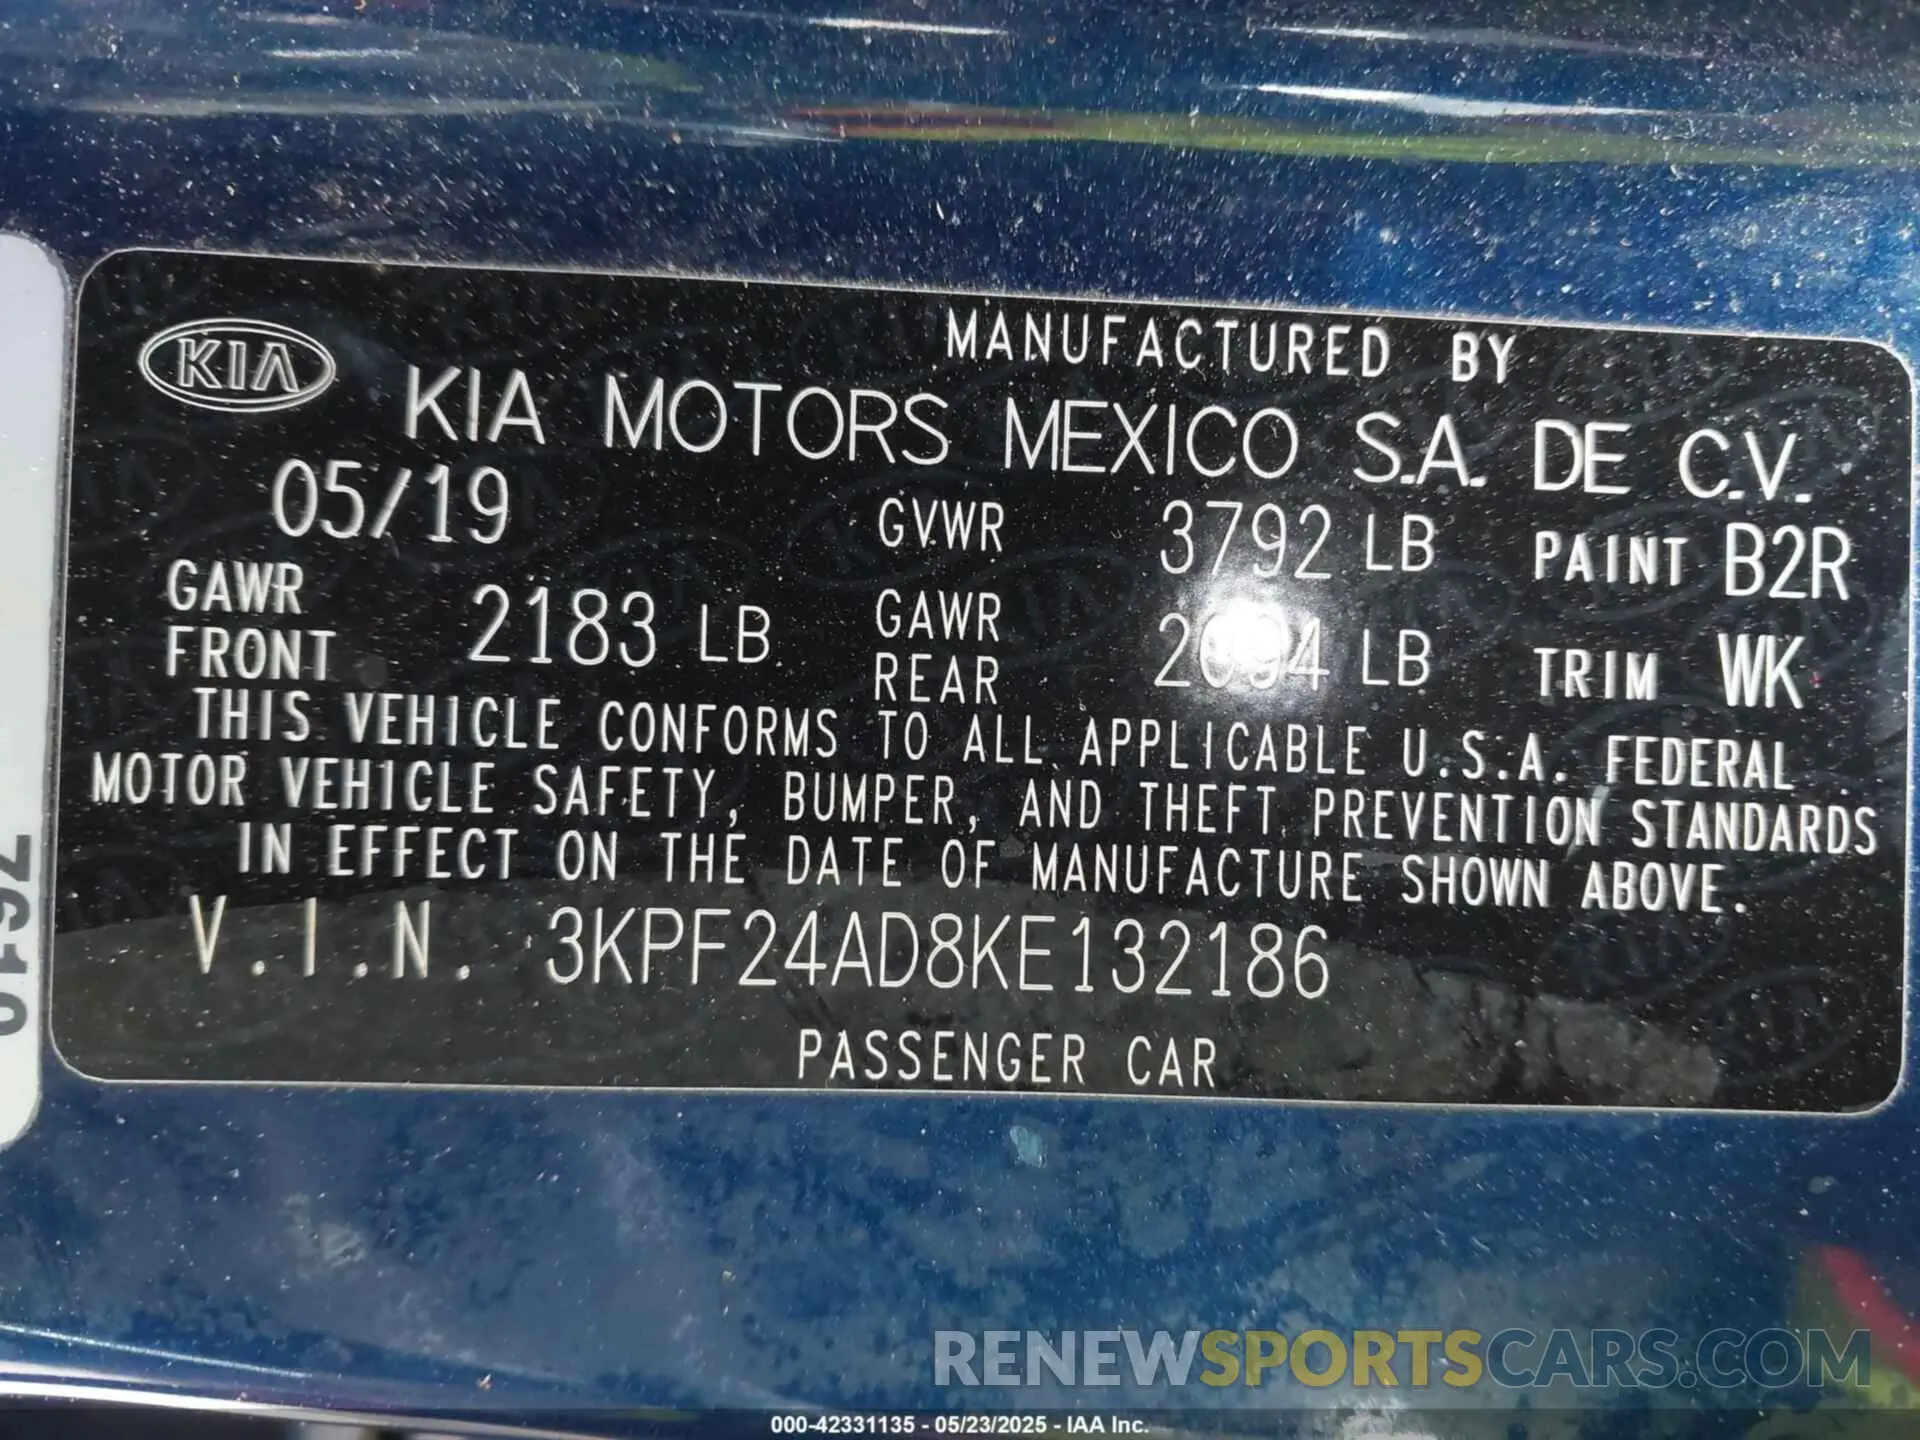 MANUFACTURED BY
KIA KIA MOTORS MEXICO S.A. DE C.V.
05/19 GVWR 3792 LB PAINT B2R
GAWR FRONT 2183 LB GAWR REAR 2094 LB TRIM WK
THIS VEHICLE CONFORMS TO ALL APPLICABLE U.S.A. FEDERAL
MOTOR VEHICLE SAFETY, BUMPER, AND THEFT PREVENTION STANDARDS
IN EFFECT ON THE DATE OF MANUFACTURE SHOWN ABOVE.
V.I.N. 3KPF24AD8KE132186
PASSENGER CAR
RENEWSPORTSCARS.COM
000-42331135 - 05/23/2025 - IAA Inc.